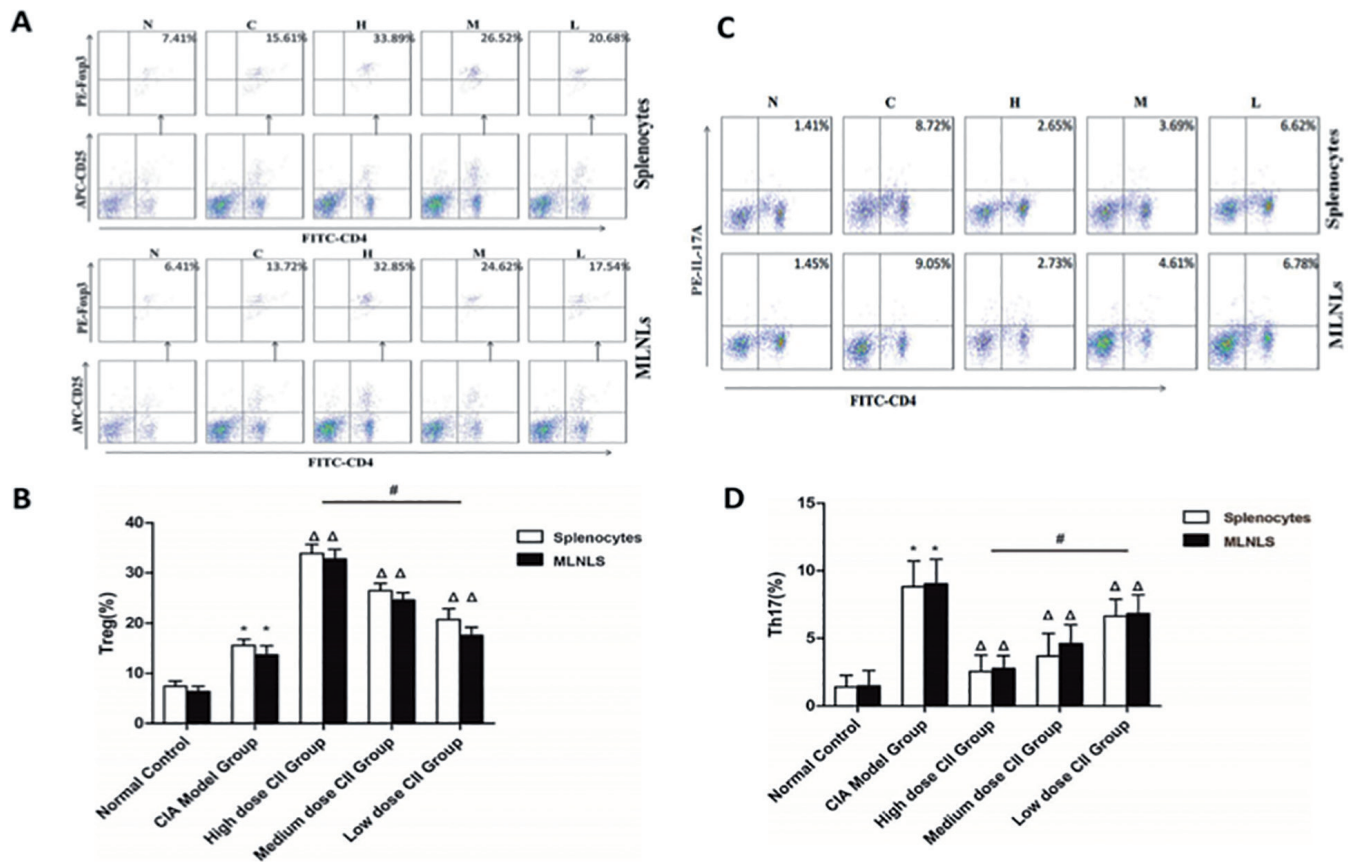 A
N C H M L
7.41% 15.61% 33.89% 26.52% 20.68%
PE-Foxp3
APC-CD25
Splenocytes
FITC-CD4
N C H M L
6.41% 13.72% 32.85% 24.62% 17.54%
PE-Foxp3
APC-CD25
MLNLs
FITC-CD4
B
#
40
30
20
10
0
Treg(%)
* *
Δ Δ
Δ Δ
Δ Δ
Splenocytes
MLNLS
Normal Control
CIA Model Group
High dose CII Group
Medium dose CII Group
Low dose CII Group
C
N C H M L
1.41% 8.72% 2.65% 3.69% 6.62%
Splenocytes
PE-IL-17A
1.45% 9.05% 2.73% 4.61% 6.78%
MLNLs
FITC-CD4
D
15
10
5
0
Th17(%)
* *
#
Δ Δ
Δ Δ
Δ Δ
Splenocytes
MLNLS
Normal Control
CIA Model Group
High dose CII Group
Medium dose CII Group
Low dose CII Group